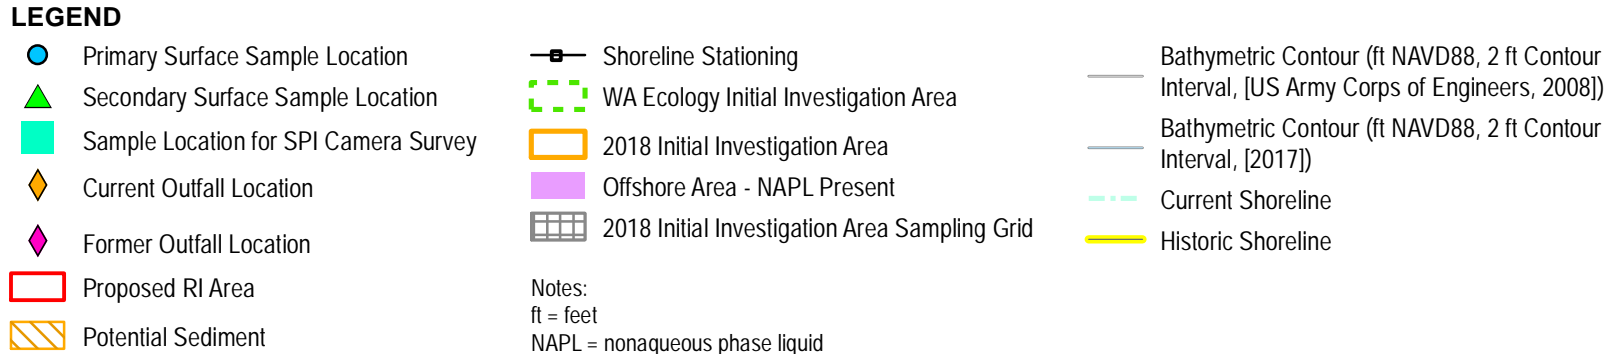 LEGEND
Primary Surface Sample Location
Secondary Surface Sample Location
Sample Location for SPI Camera Survey
Current Outfall Location
Former Outfall Location
Proposed RI Area
Potential Sediment
Shoreline Stationing
WA Ecology Initial Investigation Area
2018 Initial Investigation Area
Offshore Area - NAPL Present
2018 Initial Investigation Area Sampling Grid
Notes:
ft = feet
NAPL = nonaqueous phase liquid
Bathymetric Contour (ft NAVD88, 2 ft Contour
Interval, [US Army Corps of Engineers, 2008])
Bathymetric Contour (ft NAVD88, 2 ft Contour
Interval, [2017])
Current Shoreline
Historic Shoreline